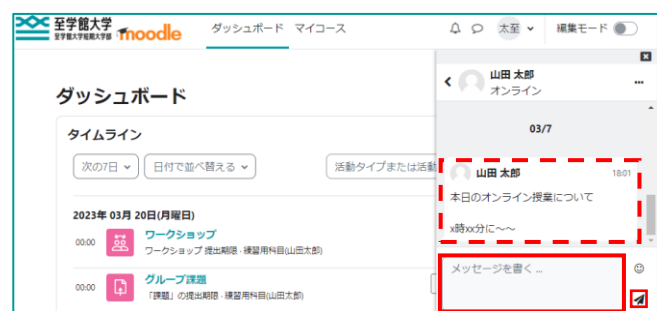 至学館大学
至学館大学短期大学部
moodle
ダッシュボード マイコース
太至
編集モード
ダッシュボード
タイムライン
次の7日
日付で並べ替える
活動タイプまたは活動
2023年 03月 20日(月曜日)
00:00
ワークショップ
ワークショップ 提出期限 · 練習用科目(山田太郎)
00:00
グループ課題
「課題」の提出期限 · 練習用科目(山田太郎)
山田 太郎
オンライン
03/7
山田 太郎
18:01
本日のオンライン授業について
x時xx分に～～
メッセージを書く ...